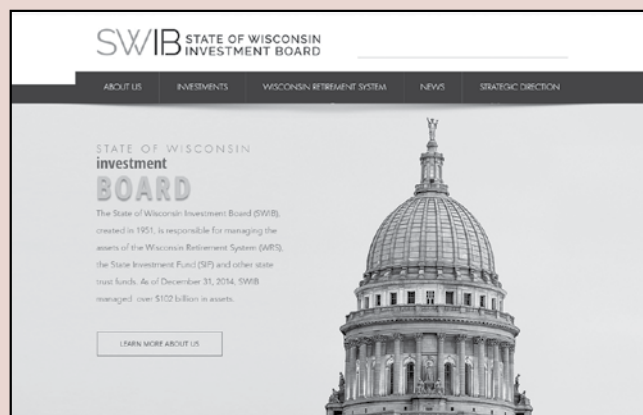 SWIB STATE OF WISCONSIN
INVESTMENT BOARD
ABOUT US INVESTMENTS WISCONSIN RETIREMENT SYSTEM NEWS STRATEGIC DIRECTION
STATE OF WISCONSIN
investment
BOARD
The State of Wisconsin Investment Board (SWIB),
created in 1951, is responsible for managing the
assets of the Wisconsin Retirement System (WRS),
the State Investment Fund (SIF) and other state
trust funds. As of December 31, 2014, SWIB
managed over $102 billion in assets.
LEARN MORE ABOUT US